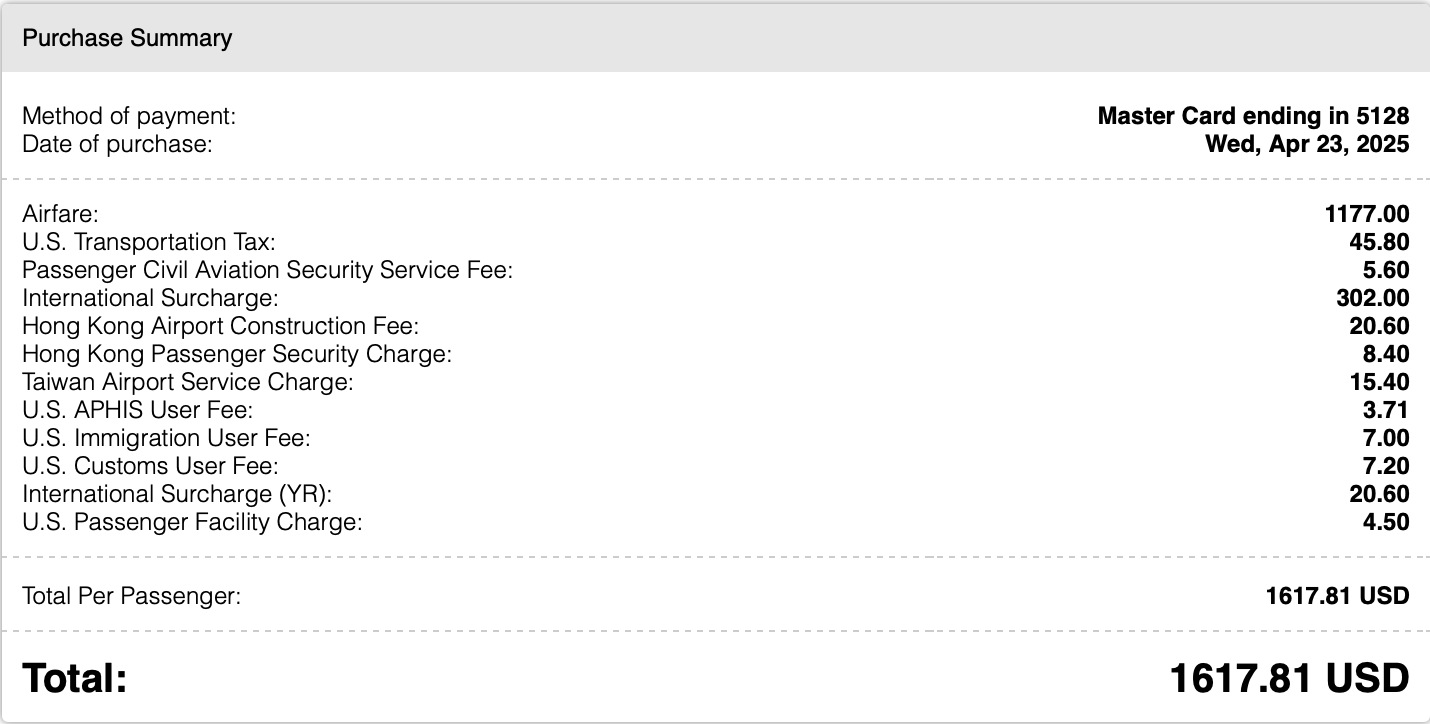 Purchase Summary
Method of payment: Master Card ending in 5128
Date of purchase: Wed, Apr 23, 2025
Airfare: 1177.00
U.S. Transportation Tax: 45.80
Passenger Civil Aviation Security Service Fee: 5.60
International Surcharge: 302.00
Hong Kong Airport Construction Fee: 20.60
Hong Kong Passenger Security Charge: 8.40
Taiwan Airport Service Charge: 15.40
U.S. APHIS User Fee: 3.71
U.S. Immigration User Fee: 7.00
U.S. Customs User Fee: 7.20
International Surcharge (YR): 20.60
U.S. Passenger Facility Charge: 4.50
Total Per Passenger: 1617.81 USD
Total: 1617.81 USD